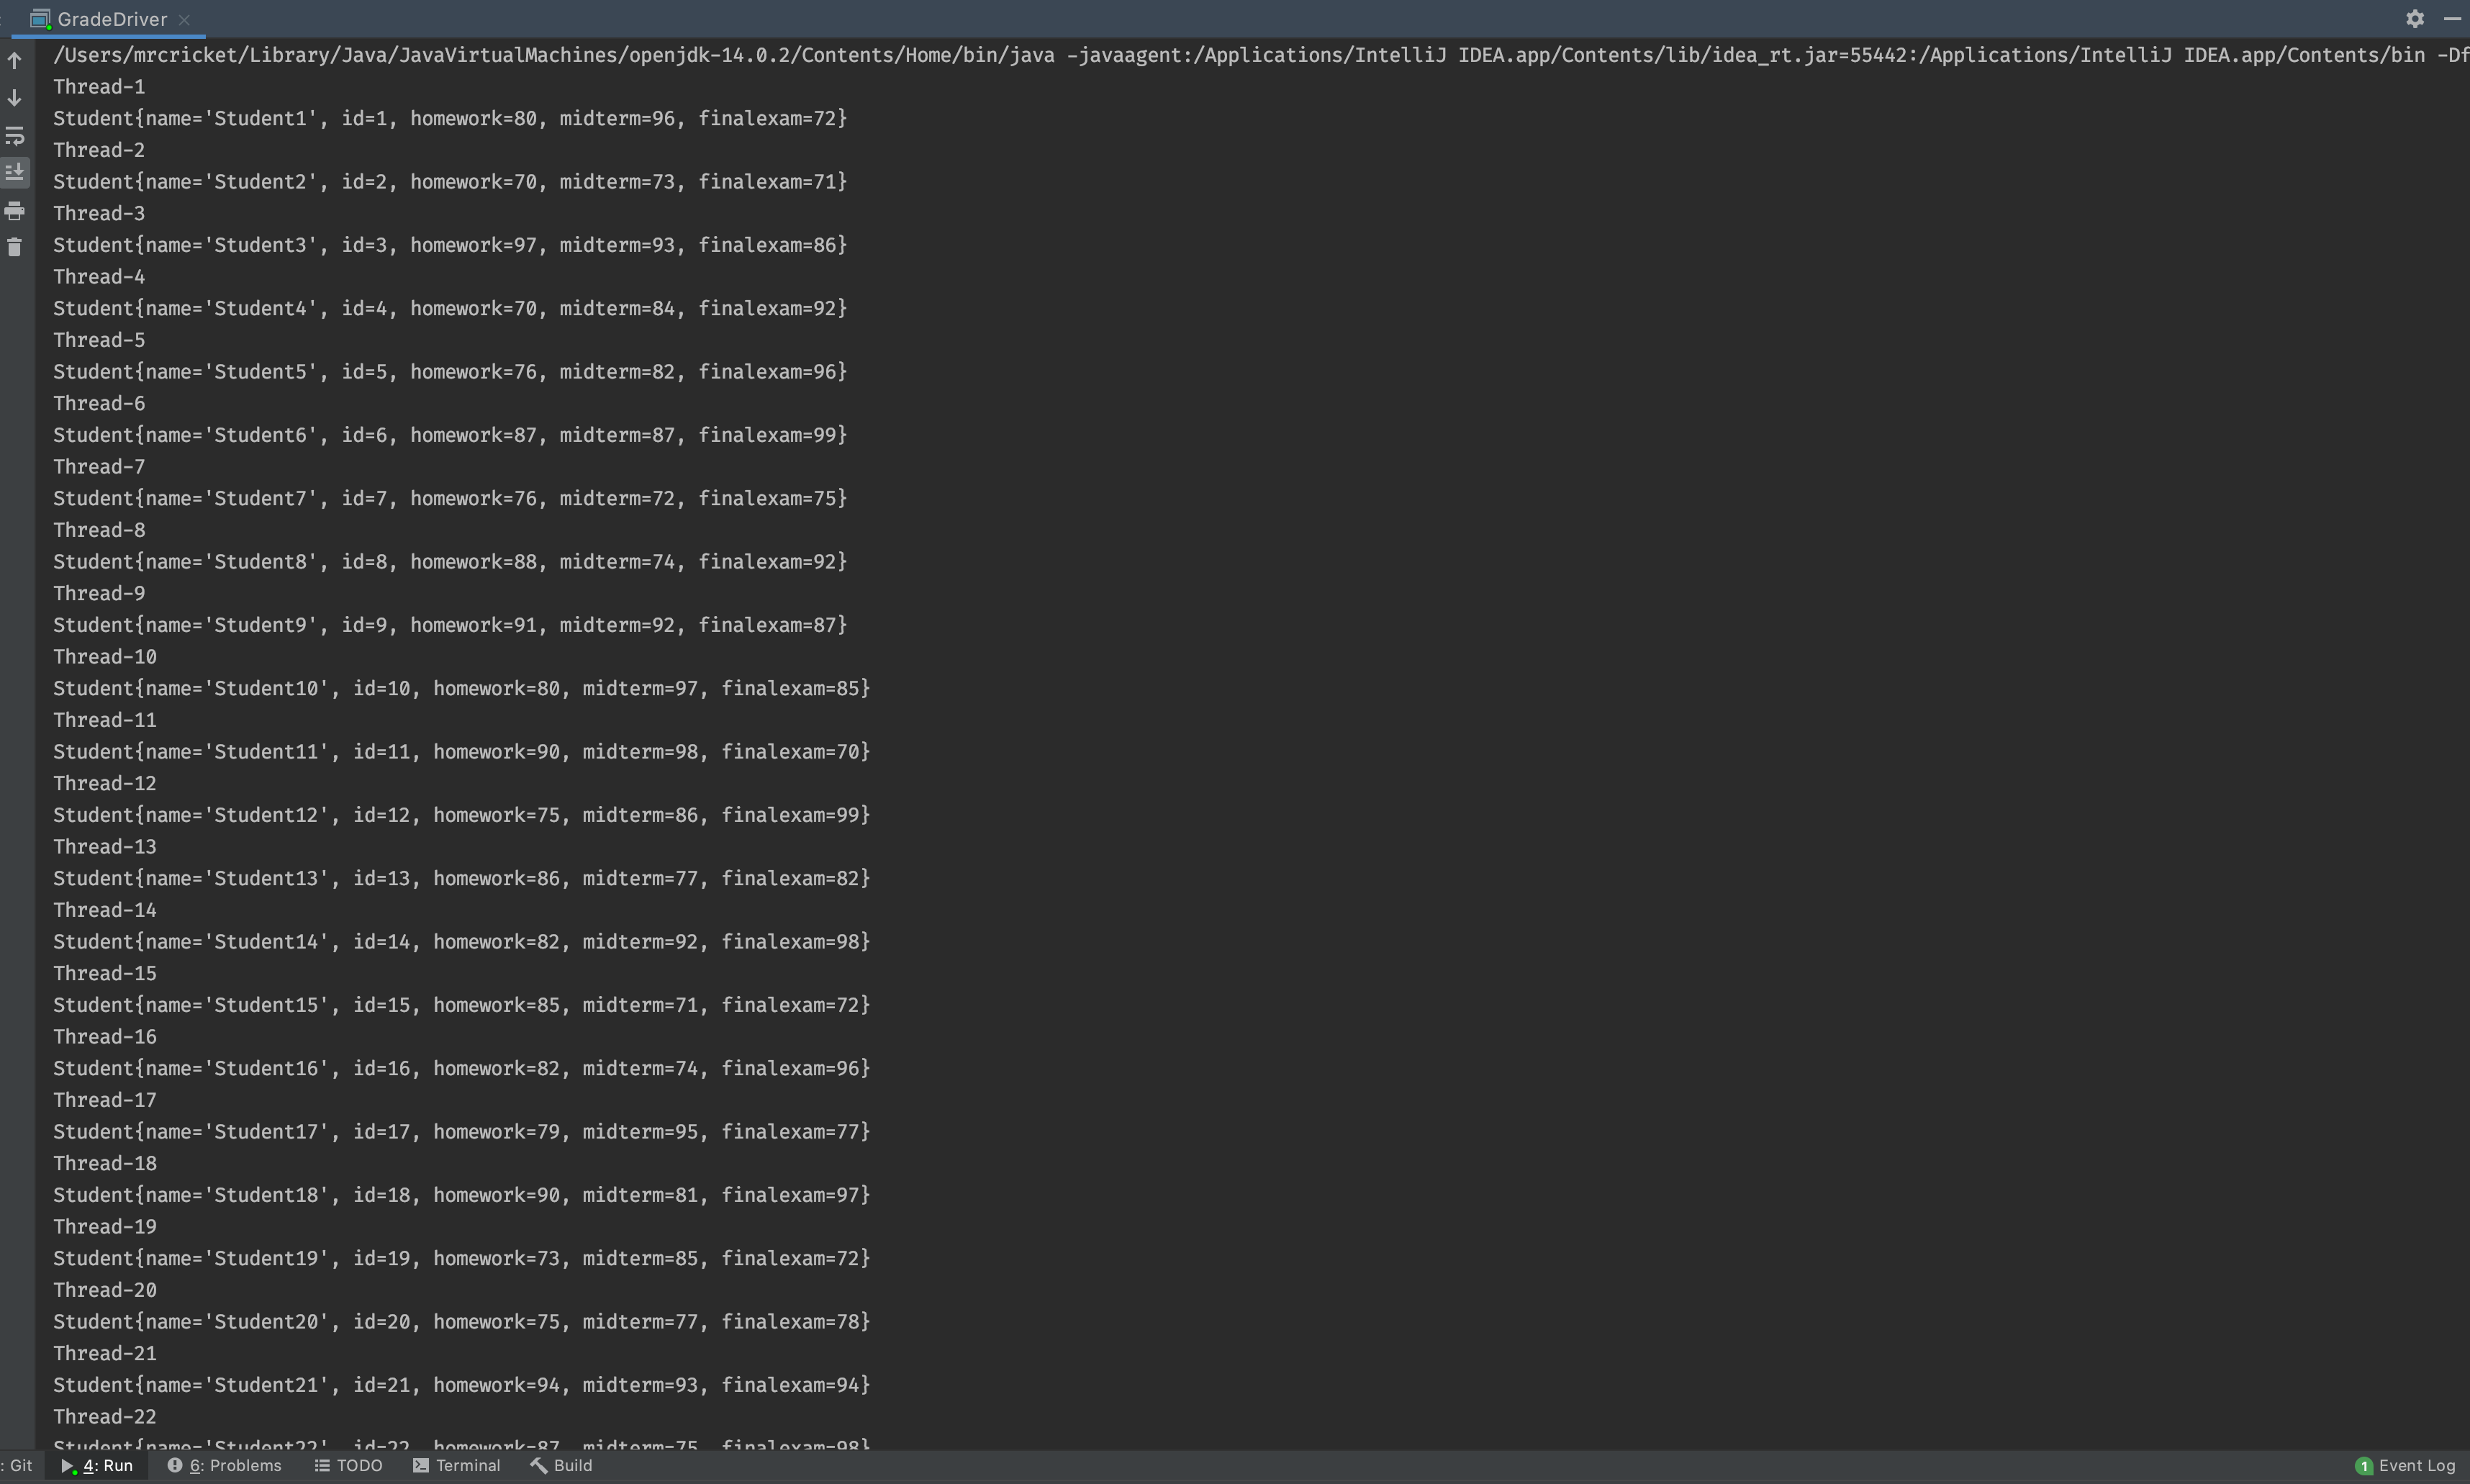 GradeDriver
/Users/mrcricket/Library/Java/JavaVirtualMachines/openjdk-14.0.2/Contents/Home/bin/java -javaagent:/Applications/IntelliJ IDEA.app/Contents/lib/idea_rt.jar=55442:/Applications/IntelliJ IDEA.app/Contents/bin -Df
Thread-1
Student{name='Student1', id=1, homework=80, midterm=96, finalexam=72}
Thread-2
Student{name='Student2', id=2, homework=70, midterm=73, finalexam=71}
Thread-3
Student{name='Student3', id=3, homework=97, midterm=93, finalexam=86}
Thread-4
Student{name='Student4', id=4, homework=70, midterm=84, finalexam=92}
Thread-5
Student{name='Student5', id=5, homework=76, midterm=82, finalexam=96}
Thread-6
Student{name='Student6', id=6, homework=87, midterm=87, finalexam=99}
Thread-7
Student{name='Student7', id=7, homework=76, midterm=72, finalexam=75}
Thread-8
Student{name='Student8', id=8, homework=88, midterm=74, finalexam=92}
Thread-9
Student{name='Student9', id=9, homework=91, midterm=92, finalexam=87}
Thread-10
Student{name='Student10', id=10, homework=80, midterm=97, finalexam=85}
Thread-11
Student{name='Student11', id=11, homework=90, midterm=98, finalexam=70}
Thread-12
Student{name='Student12', id=12, homework=75, midterm=86, finalexam=99}
Thread-13
Student{name='Student13', id=13, homework=86, midterm=77, finalexam=82}
Thread-14
Student{name='Student14', id=14, homework=82, midterm=92, finalexam=98}
Thread-15
Student{name='Student15', id=15, homework=85, midterm=71, finalexam=72}
Thread-16
Student{name='Student16', id=16, homework=82, midterm=74, finalexam=96}
Thread-17
Student{name='Student17', id=17, homework=79, midterm=95, finalexam=77}
Thread-18
Student{name='Student18', id=18, homework=90, midterm=81, finalexam=97}
Thread-19
Student{name='Student19', id=19, homework=73, midterm=85, finalexam=72}
Thread-20
Student{name='Student20', id=20, homework=75, midterm=77, finalexam=78}
Thread-21
Student{name='Student21', id=21, homework=94, midterm=93, finalexam=94}
Thread-22
Student{name='Student22', id=22, homework=87, midterm=75, finalexam=98}
: Git 4: Run 6: Problems TODO Terminal Build 1 Event Log